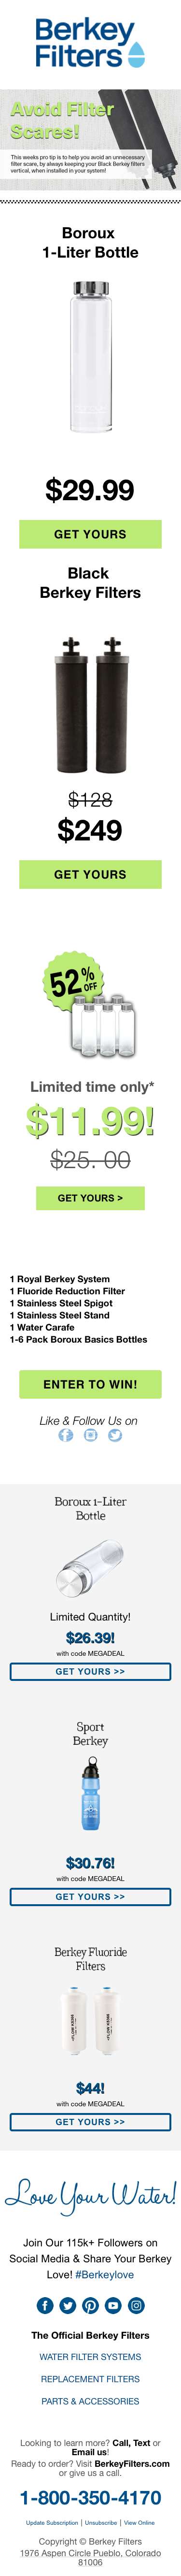 Berkey
Filters
Avoid Filter
Scares!
This weeks pro tip is to help you avoid an unnecessary
filter scare, by always keeping your Black Berkey filters
vertical, when installed in your system!
Boroux
1-Liter Bottle
$29.99
GET YOURS
Black
Berkey Filters
$128
$249
GET YOURS
52%
OFF
Limited time only*
$11.99!
$25.00
GET YOURS >
1 Royal Berkey System
1 Fluoride Reduction Filter
1 Stainless Steel Spigot
1 Stainless Steel Stand
1 Water Carafe
1-6 Pack Boroux Basics Bottles
ENTER TO WIN!
Like & Follow Us on
Boroux 1-Liter
Bottle
Limited Quantity!
$26.39!
with code MEGADEAL
GET YOURS >>
Sport
Berkey
$30.76!
with code MEGADEAL
GET YOURS >>
Berkey Fluoride
Filters
$44!
with code MEGADEAL
GET YOURS >>
Love Your Water!
Join Our 115k+ Followers on
Social Media & Share Your Berkey
Love! #Berkeylove
The Official Berkey Filters
WATER FILTER SYSTEMS
REPLACEMENT FILTERS
PARTS & ACCESSORIES
Looking to learn more? Call, Text or
Email us!
Ready to order? Visit BerkeyFilters.com
or give us a call.
1-800-350-4170
Update Subscription | Unsubscribe | View Online
Copyright © Berkey Filters
1976 Aspen Circle Pueblo, Colorado
81006